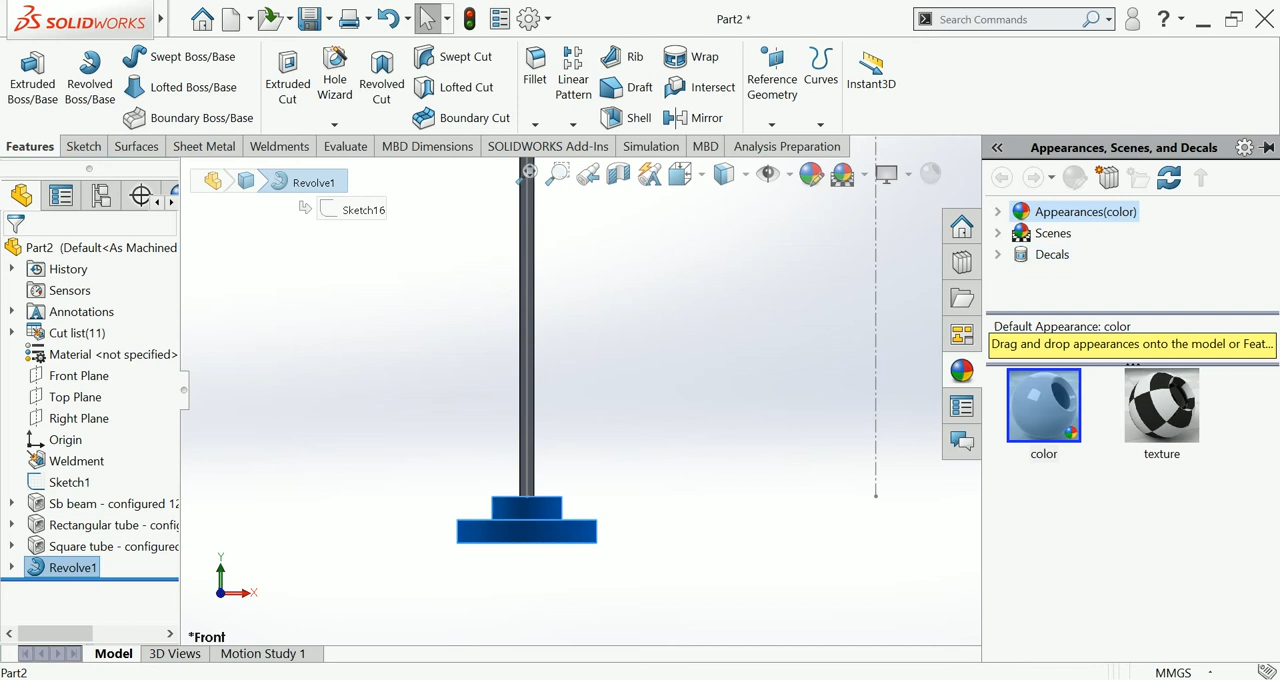 SOLIDWORKS
Part2 *
Search Commands
?
Extruded Boss/Base
Revolved Boss/Base
Swept Boss/Base
Lofted Boss/Base
Boundary Boss/Base
Extruded Cut
Hole Wizard
Revolved Cut
Swept Cut
Lofted Cut
Boundary Cut
Fillet
Linear Pattern
Rib
Draft
Shell
Wrap
Intersect
Mirror
Reference Geometry
Curves
Instant3D
Features
Sketch
Surfaces
Sheet Metal
Weldments
Evaluate
MBD Dimensions
SOLIDWORKS Add-Ins
Simulation
MBD
Analysis Preparation
Revolve1
Sketch16
Part2 (Default<As Machined
History
Sensors
Annotations
Cut list(11)
Material <not specified>
Front Plane
Top Plane
Right Plane
Origin
Weldment
Sketch1
Sb beam - configured 12
Rectangular tube - config
Square tube - configured
Revolve1
Y
X
*Front
Appearances, Scenes, and Decals
Appearances(color)
Scenes
Decals
Default Appearance: color
Drag and drop appearances onto the model or Feat...
color
texture
Model
3D Views
Motion Study 1
Part2
MMGS